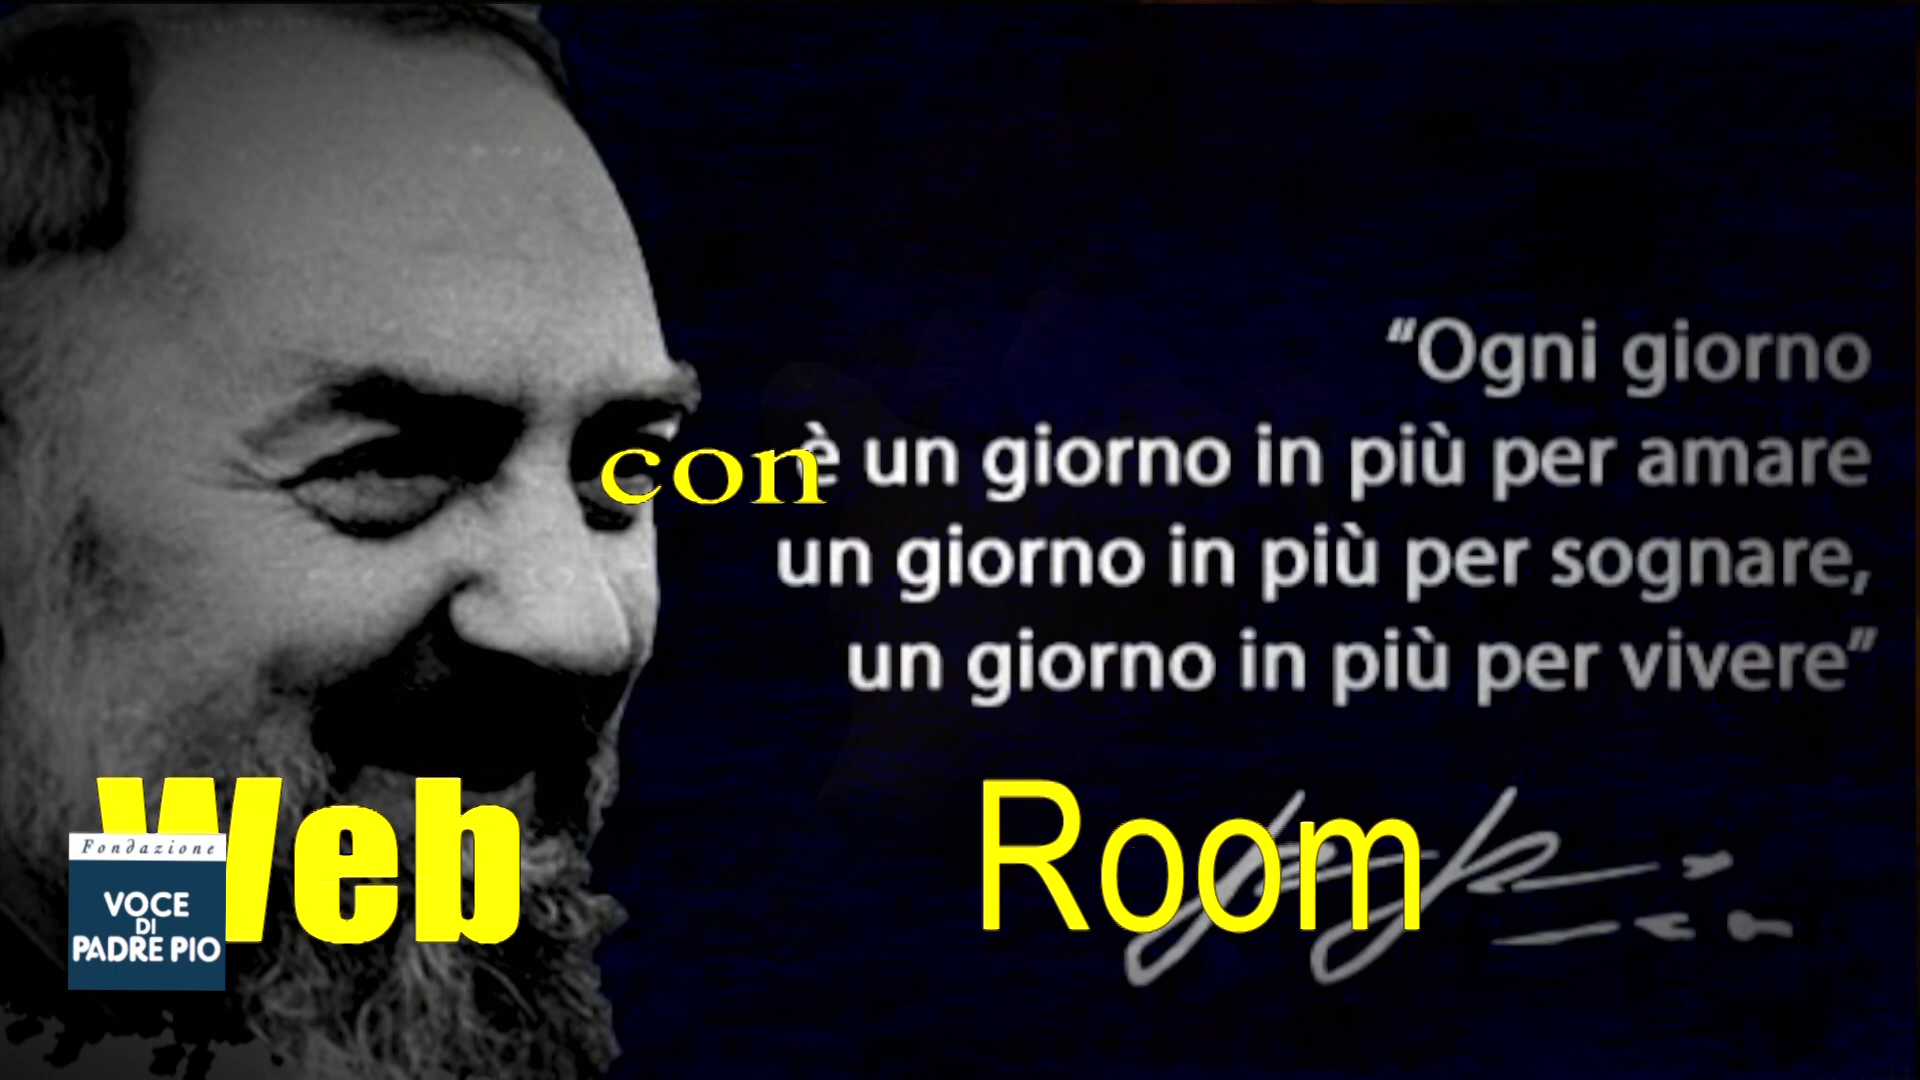 “Ogni giorno
è un giorno in più per amare
un giorno in più per sognare,
un giorno in più per vivere”
con
Web Room
Fondazione
VOCE
DI
PADRE PIO